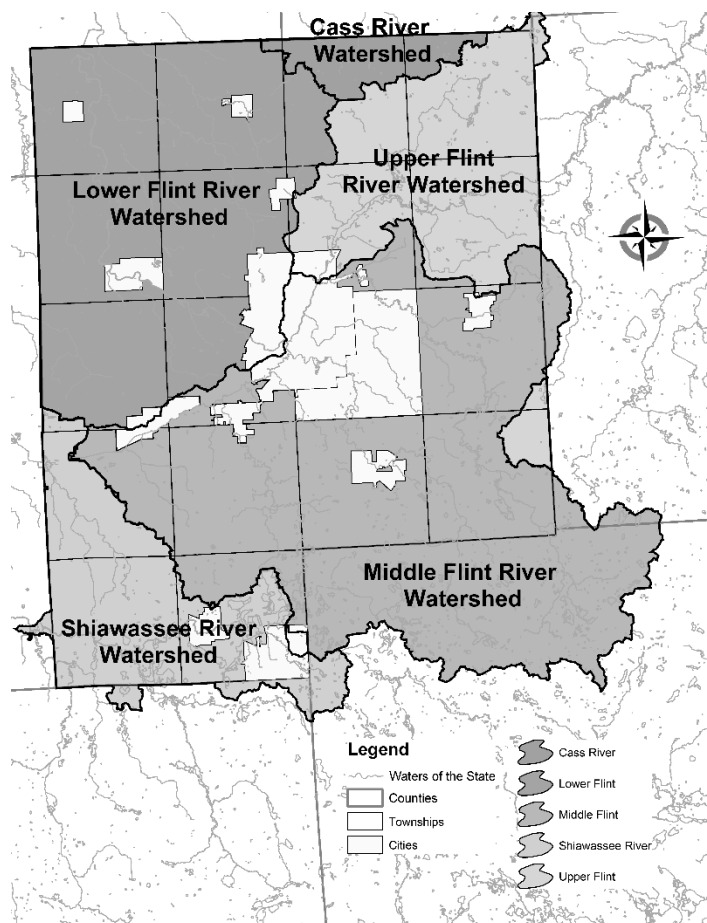 Cass River
Watershed
Upper Flint
River Watershed
Lower Flint River
Watershed
Middle Flint River
Watershed
Shiawassee River
Watershed
Legend
Waters of the State
Counties
Townships
Cities
Cass River
Lower Flint
Middle Flint
Shiawassee River
Upper Flint